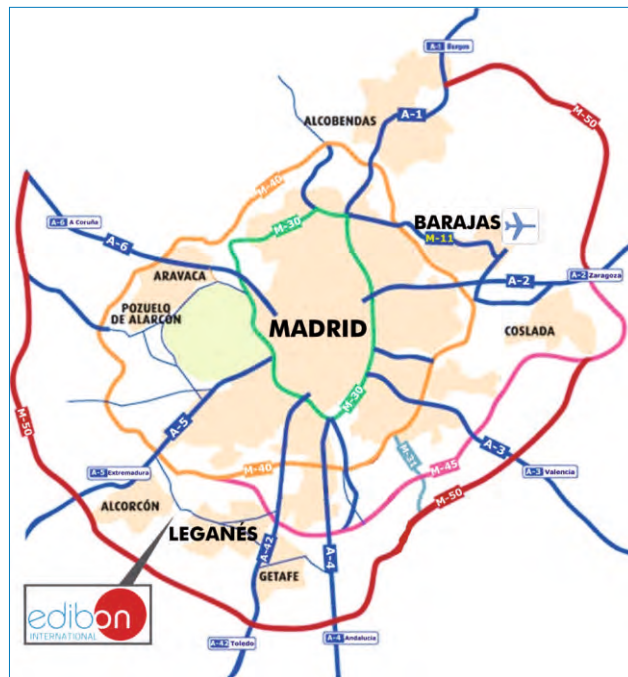 A-1 Burgos
ALCOBENDAS
A-1
M-50
M-40
A-6 A Coruña
A-6
M-30
BARAJAS
M-11
ARAVACA
A-2
A-2 Zaragoza
POZUELO
DE ALARCÓN
MADRID
COSLADA
M-30
M-50
A-5
M-31
M-45
A-3
A-5 Extremadura
M-40
A-3 Valencia
M-50
ALCORCÓN
LEGANÉS
A-42
A-4
GETAFE
edibon
INTERNATIONAL
A-42 Toledo
A-4 Andalucía